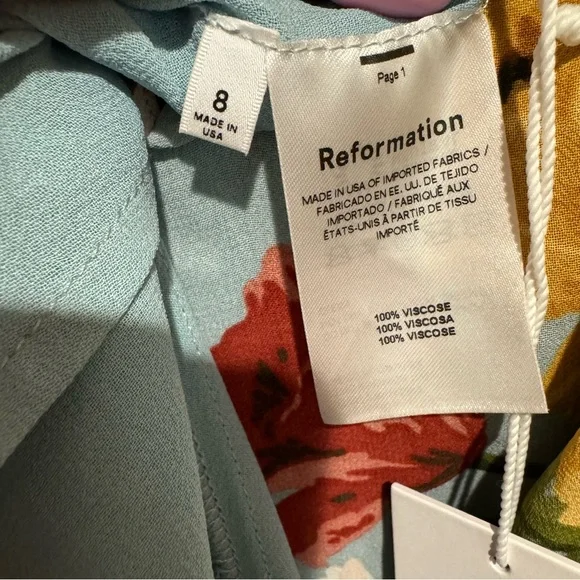 8
MADE IN
USA
Page 1
Reformation
MADE IN USA OF IMPORTED FABRICS /
FABRICADO EN EE. UU. DE TEJIDO
IMPORTADO / FABRIQUÉ AUX
ÉTATS-UNIS À PARTIR DE TISSU
IMPORTÉ
100% VISCOSE
100% VISCOSA
100% VISCOSE